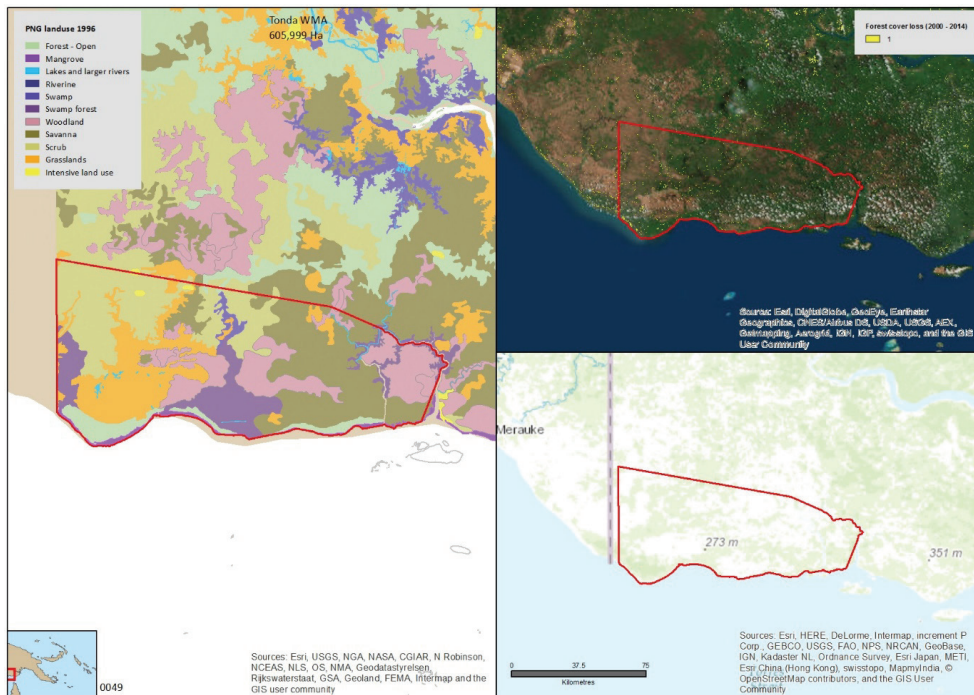 Tonda WMA
605,999 Ha
PNG landuse 1996
Forest - Open
Mangrove
Lakes and larger rivers
Riverine
Swamp
Swamp forest
Woodland
Savanna
Scrub
Grasslands
Intensive land use
Sources: Esri, USGS, NGA, NASA, CGIAR, N Robinson,
NCEAS, NLS, OS, NMA, Geodatastyrelsen,
Rijkswaterstaat, GSA, Geoland, FEMA, Intermap and the
GIS user community
0049
Forest cover loss (2000 - 2014)
1
Source: Esri, DigitalGlobe, GeoEye, Earthstar
Geographics, CNES/Airbus DS, USDA, USGS, AEX,
Getmapping, Aerogrid, IGN, IGP, swisstopo, and the GIS
User Community
Merauke
273 m
351 m
0
37.5
75
Kilometres
Sources: Esri, HERE, DeLorme, Intermap, increment P
Corp., GEBCO, USGS, FAO, NPS, NRCAN, GeoBase,
IGN, Kadaster NL, Ordnance Survey, Esri Japan, METI,
Esri China (Hong Kong), swisstopo, MapmyIndia, ©
OpenStreetMap contributors, and the GIS User
Community